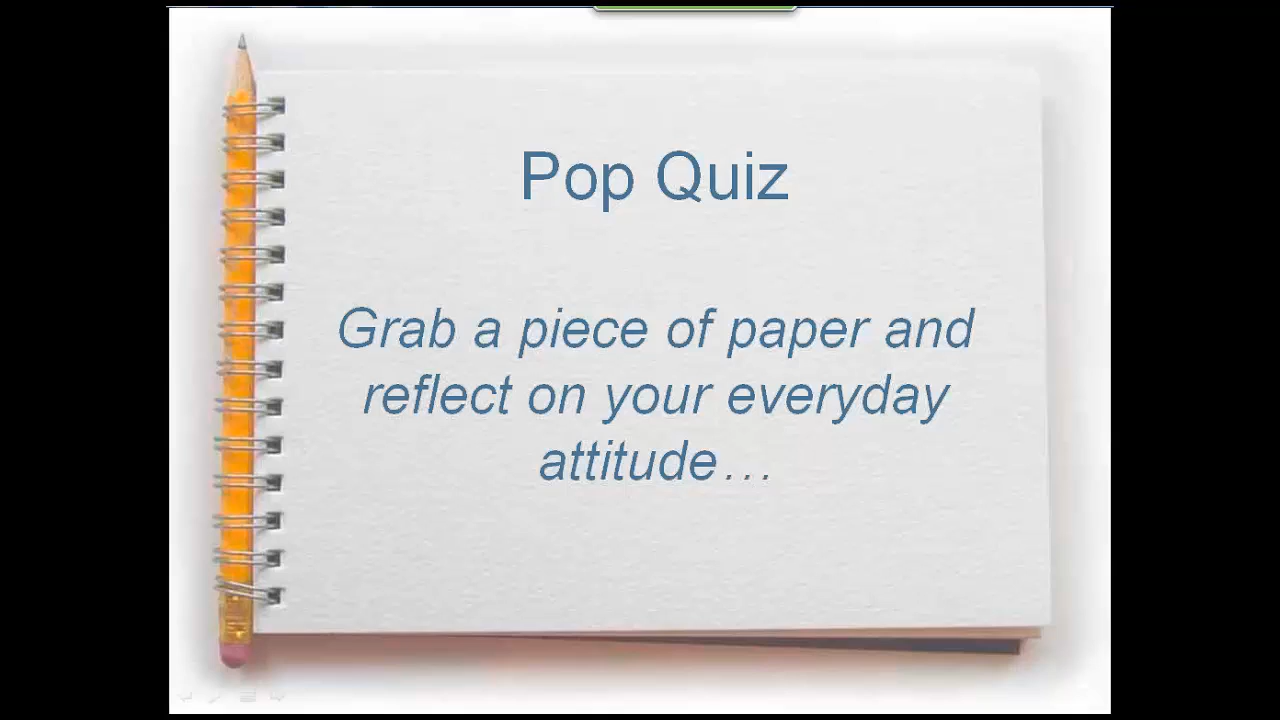 Pop Quiz
Grab a piece of paper and
reflect on your everyday
attitude…